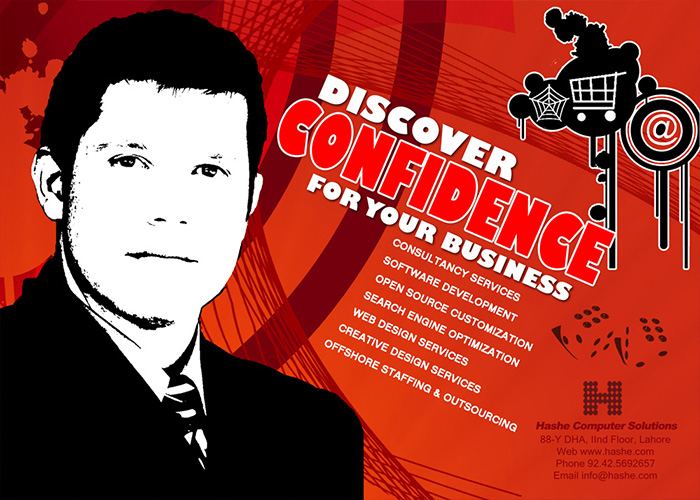 DISCOVER
CONFIDENCE
FOR YOUR BUSINESS
CONSULTANCY SERVICES
SOFTWARE DEVELOPMENT
OPEN SOURCE CUSTOMIZATION
SEARCH ENGINE OPTIMIZATION
WEB DESIGN SERVICES
CREATIVE DESIGN SERVICES
OFFSHORE STAFFING & OUTSOURCING
@
H
Hashe Computer Solutions
88-Y DHA, IInd Floor, Lahore
Web www.hashe.com
Phone 92.42.5692657
Email info@hashe.com